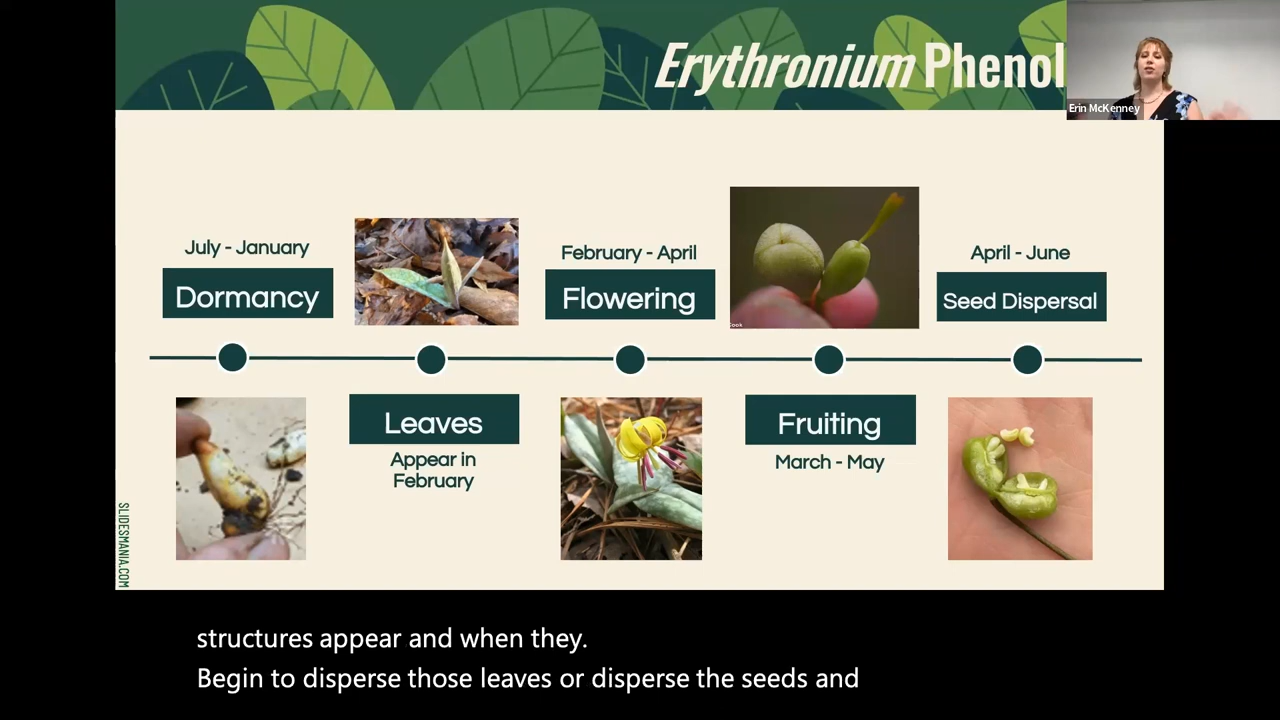 Erythronium Phenol
Erin McKenney
July - January
Dormancy
Leaves
Appear in
February
February - April
Flowering
Cook
Fruiting
March - May
April - June
Seed Dispersal
SLIDESMANIA.COM
structures appear and when they.
Begin to disperse those leaves or disperse the seeds and